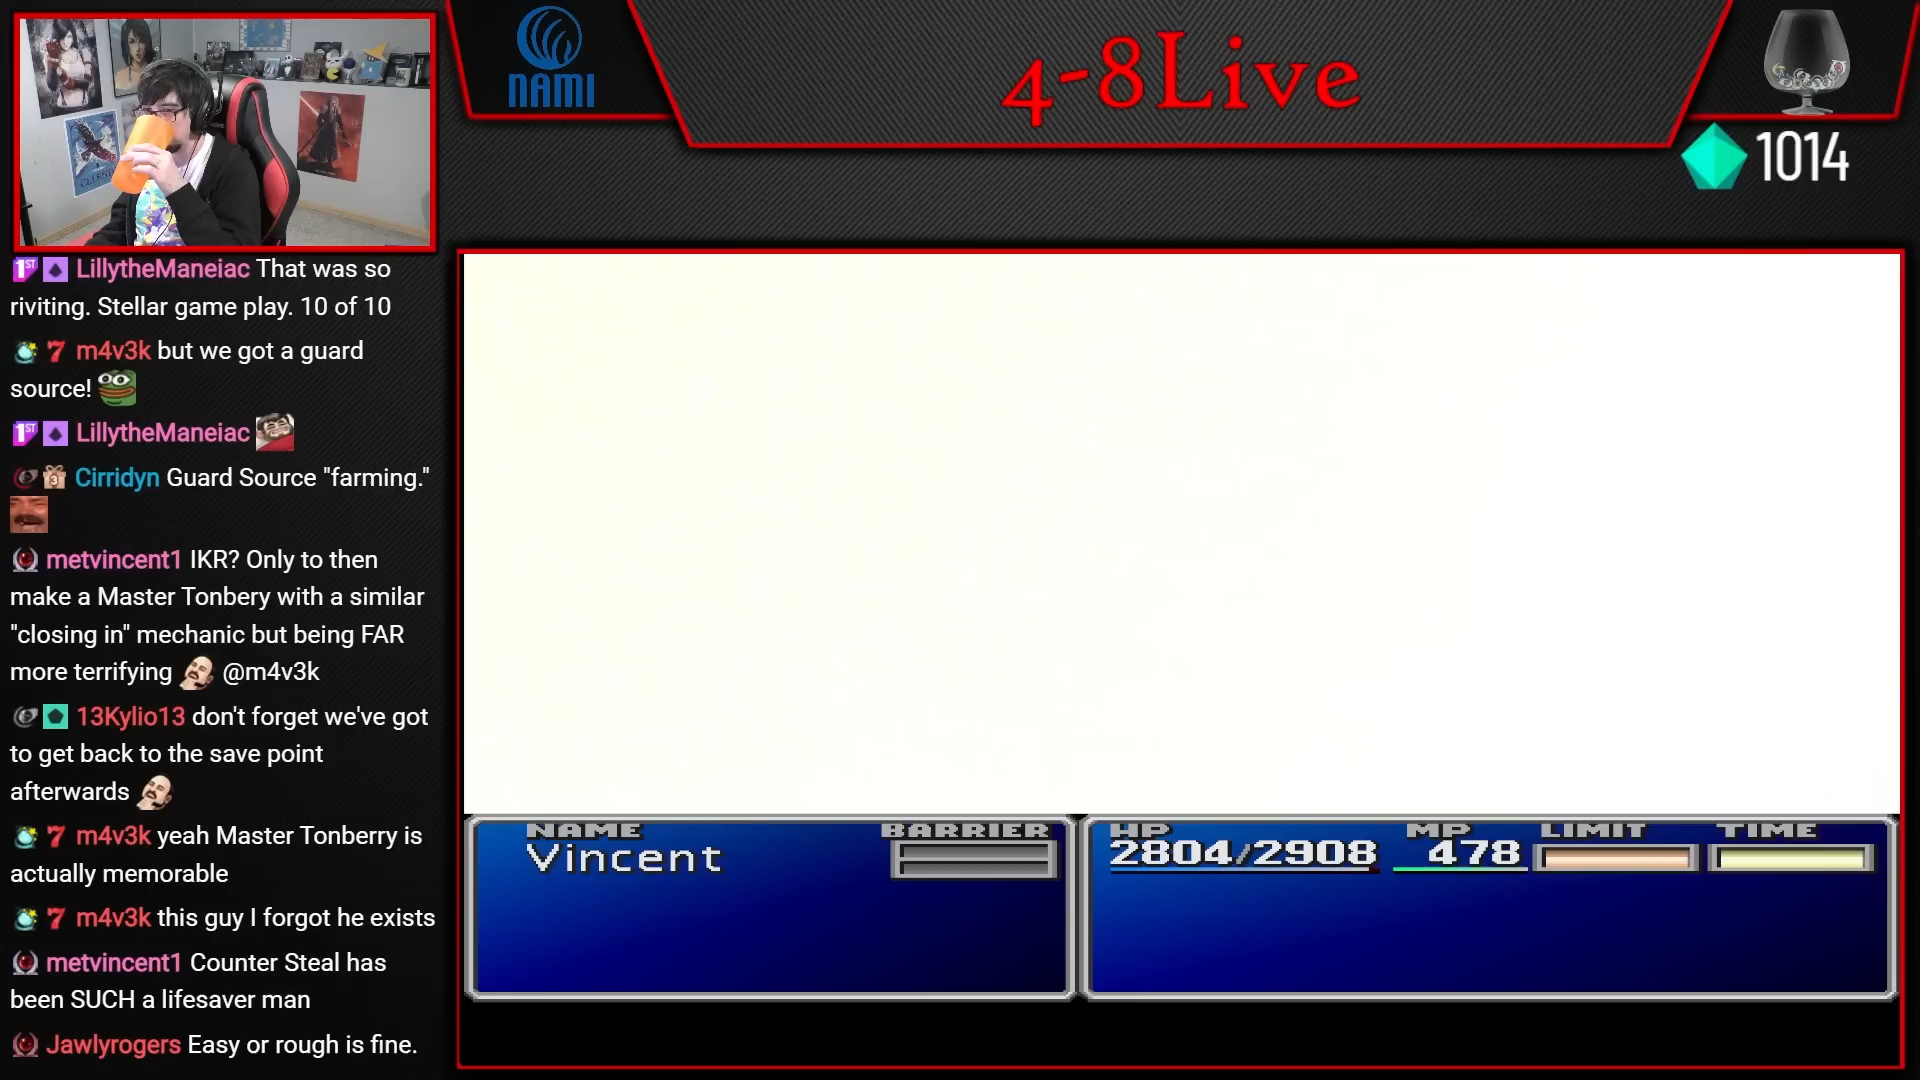 NAMI
4-8Live
1014
LillytheManeiac That was so
riviting. Stellar game play. 10 of 10
m4v3k but we got a guard
source!
LillytheManeiac
Cirridyn Guard Source "farming."
metvincent1 IKR? Only to then
make a Master Tonbery with a similar
"closing in" mechanic but being FAR
more terrifying @m4v3k
13Kylio13 don't forget we've got
to get back to the save point
afterwards
m4v3k yeah Master Tonberry is
actually memorable
m4v3k this guy I forgot he exists
metvincent1 Counter Steal has
been SUCH a lifesaver man
Jawlyrogers Easy or rough is fine.
NAME BARRIER HP MP LIMIT TIME
Vincent 2804/2908 478